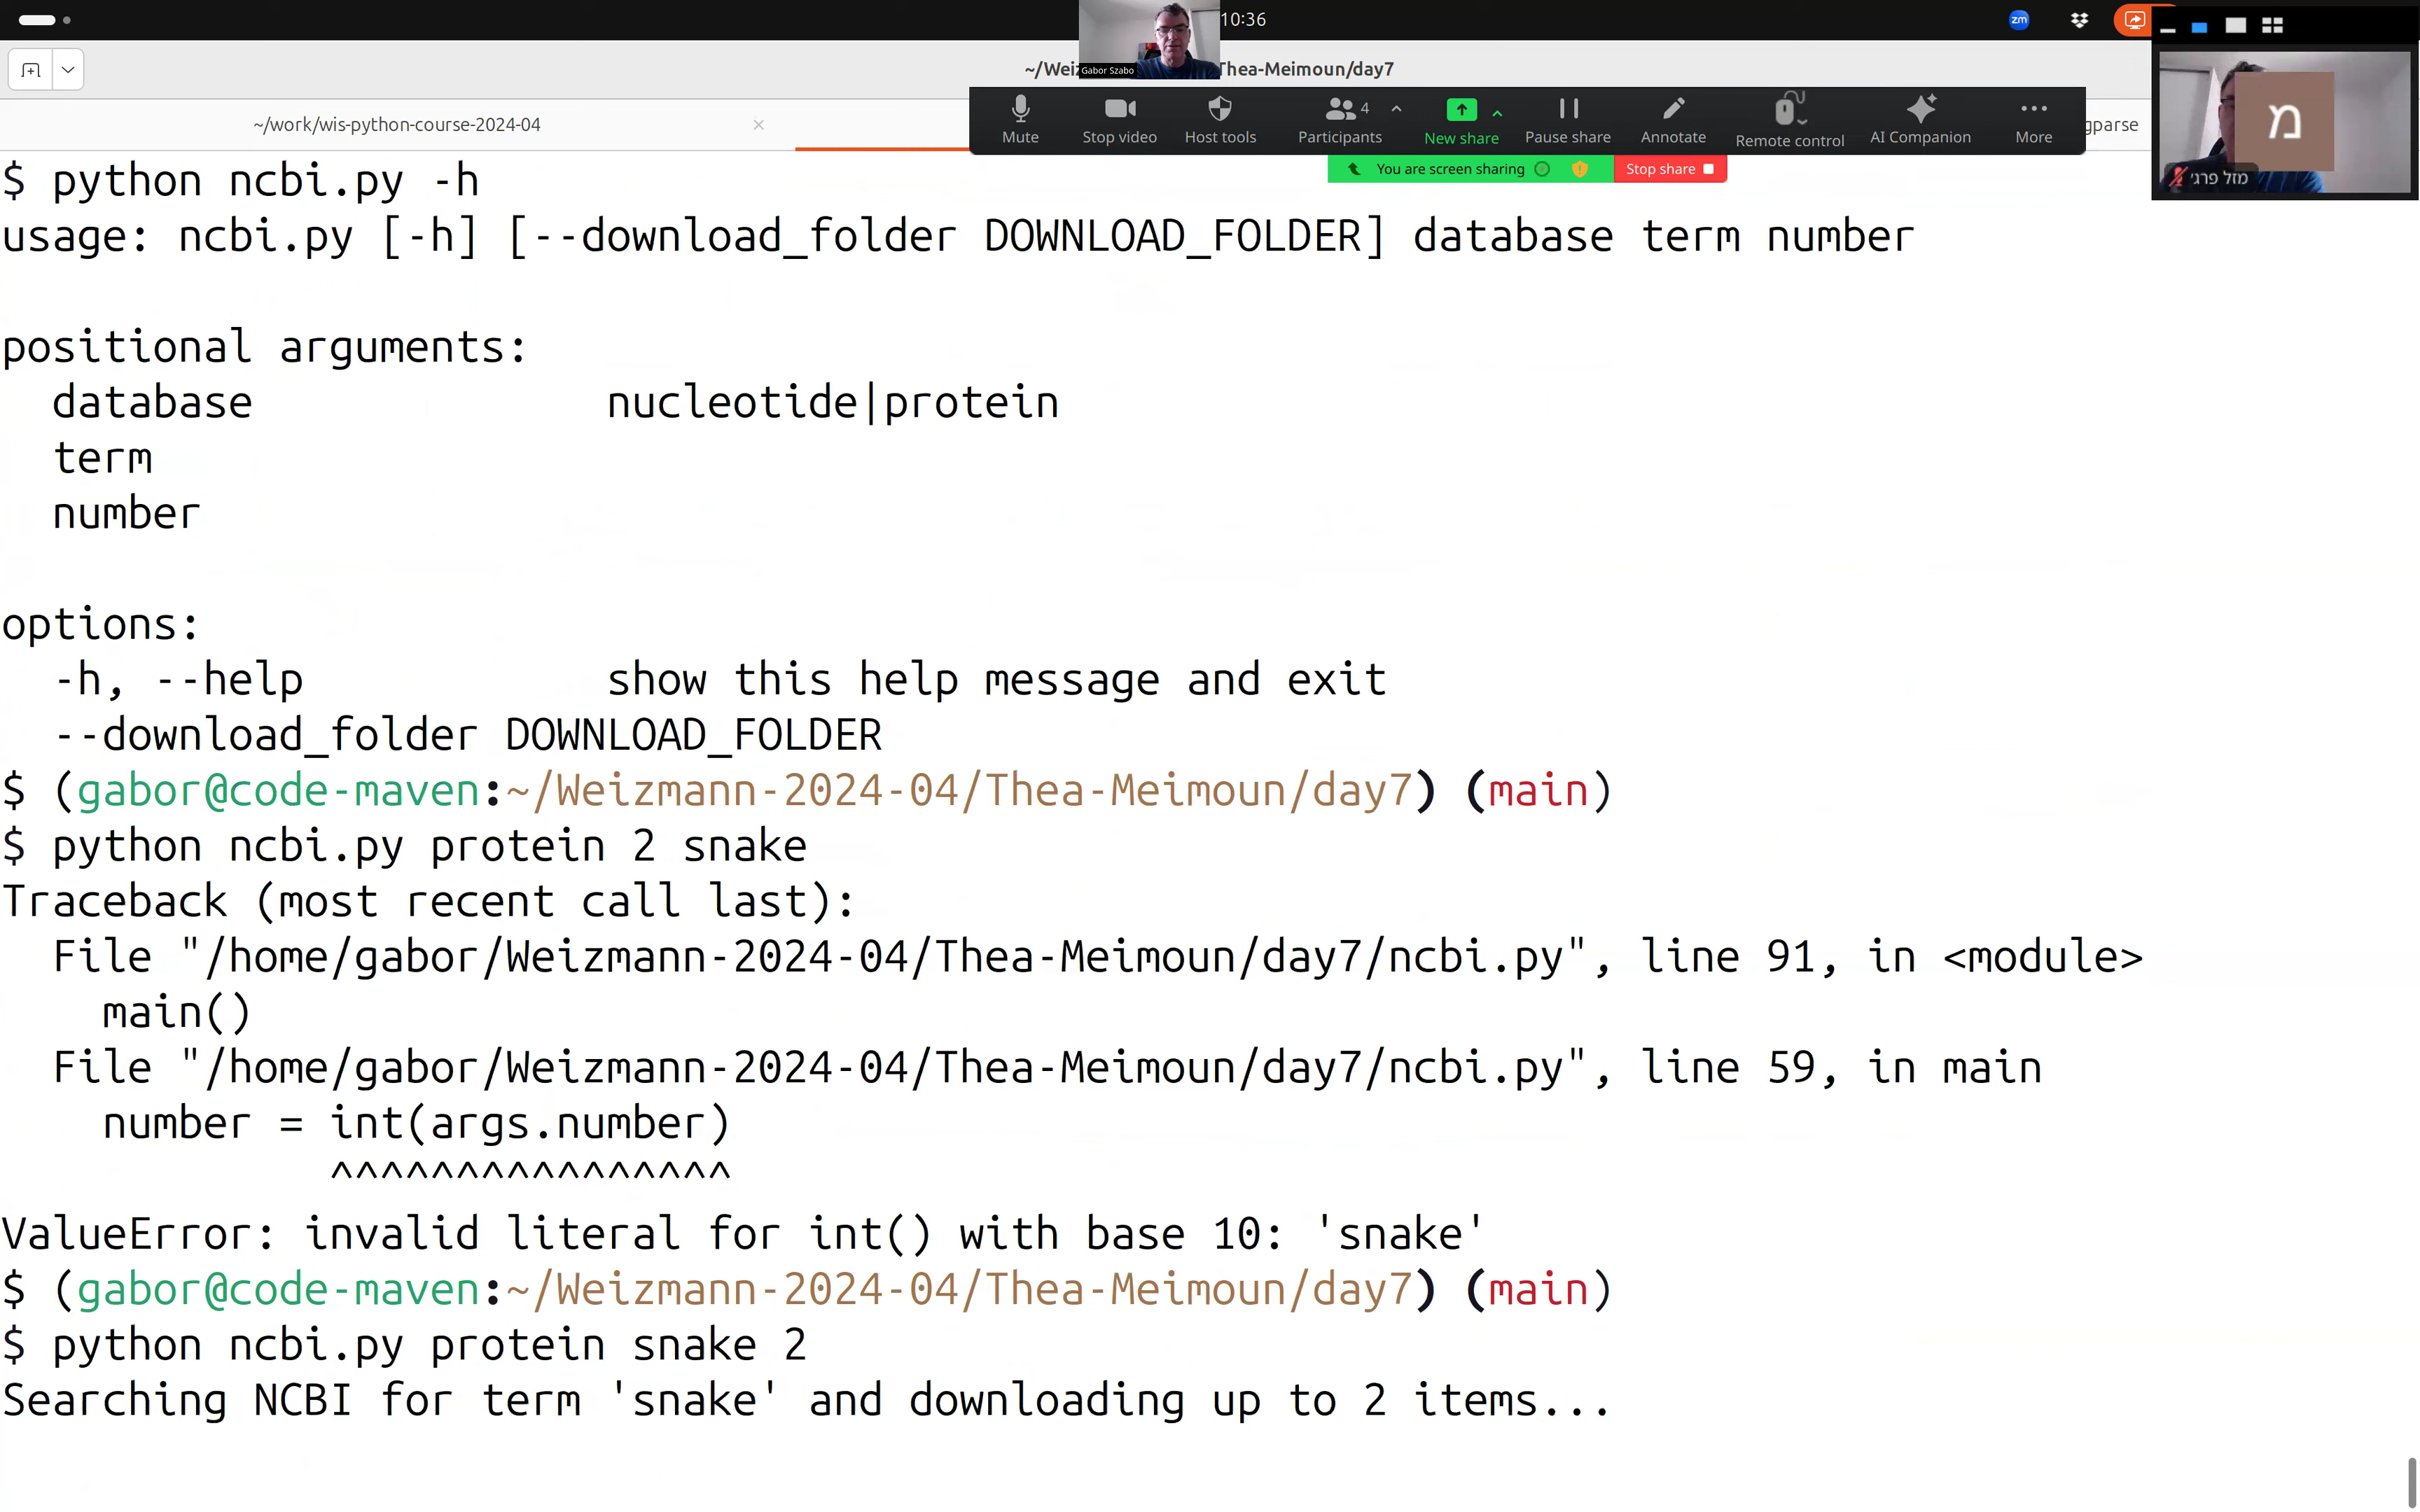 10:36
zm
~/Wei
Thea-Meimoun/day7
Gabor Szabo
~/work/wis-python-course-2024-04
gparse
Mute
Stop video
Host tools
Participants
4
New share
Pause share
Annotate
Remote control
AI Companion
More
You are screen sharing
Stop share
מ
מזל פרג׳
$ python ncbi.py -h
usage: ncbi.py [-h] [--download_folder DOWNLOAD_FOLDER] database term number
positional arguments:
database nucleotide|protein
term
number
options:
-h, --help show this help message and exit
--download_folder DOWNLOAD_FOLDER
$ (gabor@code-maven:~/Weizmann-2024-04/Thea-Meimoun/day7) (main)
$ python ncbi.py protein 2 snake
Traceback (most recent call last):
File "/home/gabor/Weizmann-2024-04/Thea-Meimoun/day7/ncbi.py", line 91, in <module>
main()
File "/home/gabor/Weizmann-2024-04/Thea-Meimoun/day7/ncbi.py", line 59, in main
number = int(args.number)
^^^^^^^^^^^^^^^^
ValueError: invalid literal for int() with base 10: 'snake'
$ (gabor@code-maven:~/Weizmann-2024-04/Thea-Meimoun/day7) (main)
$ python ncbi.py protein snake 2
Searching NCBI for term 'snake' and downloading up to 2 items...